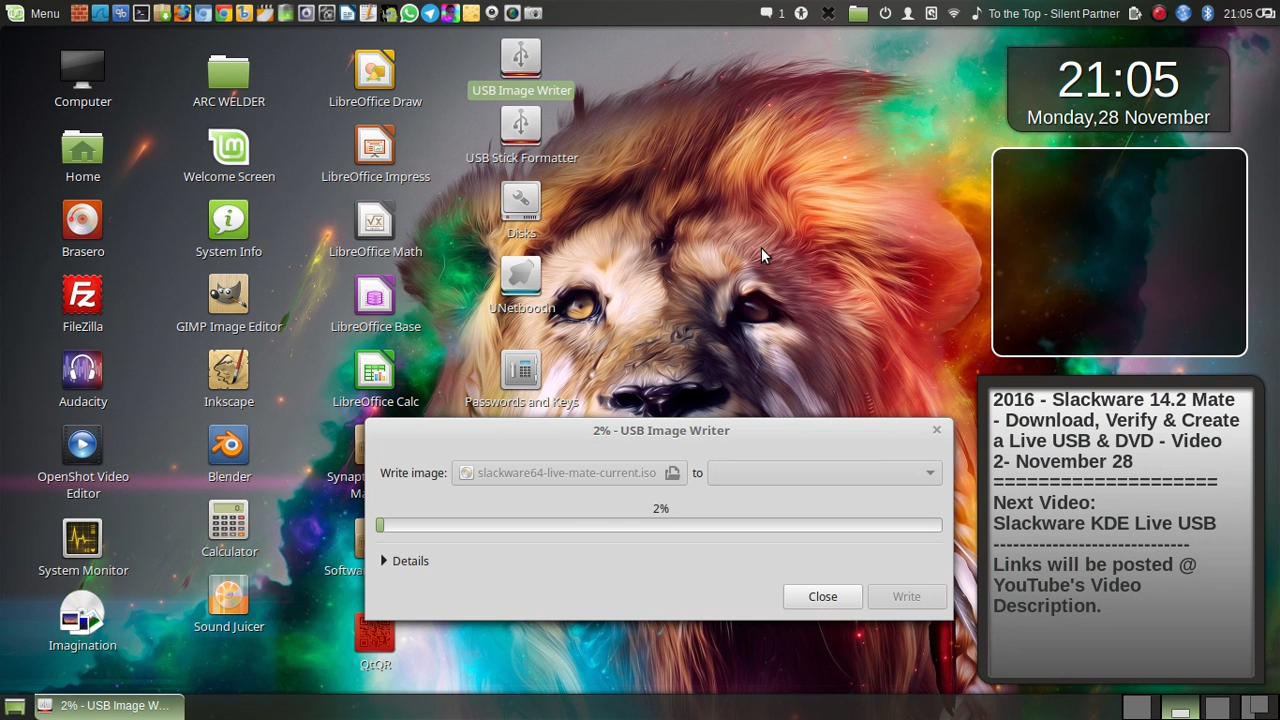 Menu
1
To the Top - Silent Partner
21:05
Computer
ARC WELDER
LibreOffice Draw
USB Image Writer
Home
Welcome Screen
LibreOffice Impress
USB Stick Formatter
Brasero
System Info
LibreOffice Math
Disks
FileZilla
GIMP Image Editor
LibreOffice Base
UNetbootin
Audacity
Inkscape
LibreOffice Calc
Passwords and Keys
OpenShot Video
Editor
Blender
Synapt
Ma
System Monitor
Calculator
Softwa
Imagination
Sound Juicer
QtQR
21:05
Monday,28 November
2016 - Slackware 14.2 Mate
- Download, Verify & Create
a Live USB & DVD - Video
2- November 28
====================
Next Video:
Slackware KDE Live USB
------------------------------
Links will be posted @
YouTube's Video
Description.
2% - USB Image Writer
Write image: slackware64-live-mate-current.iso to
2%
Details
Close
Write
2% - USB Image W...